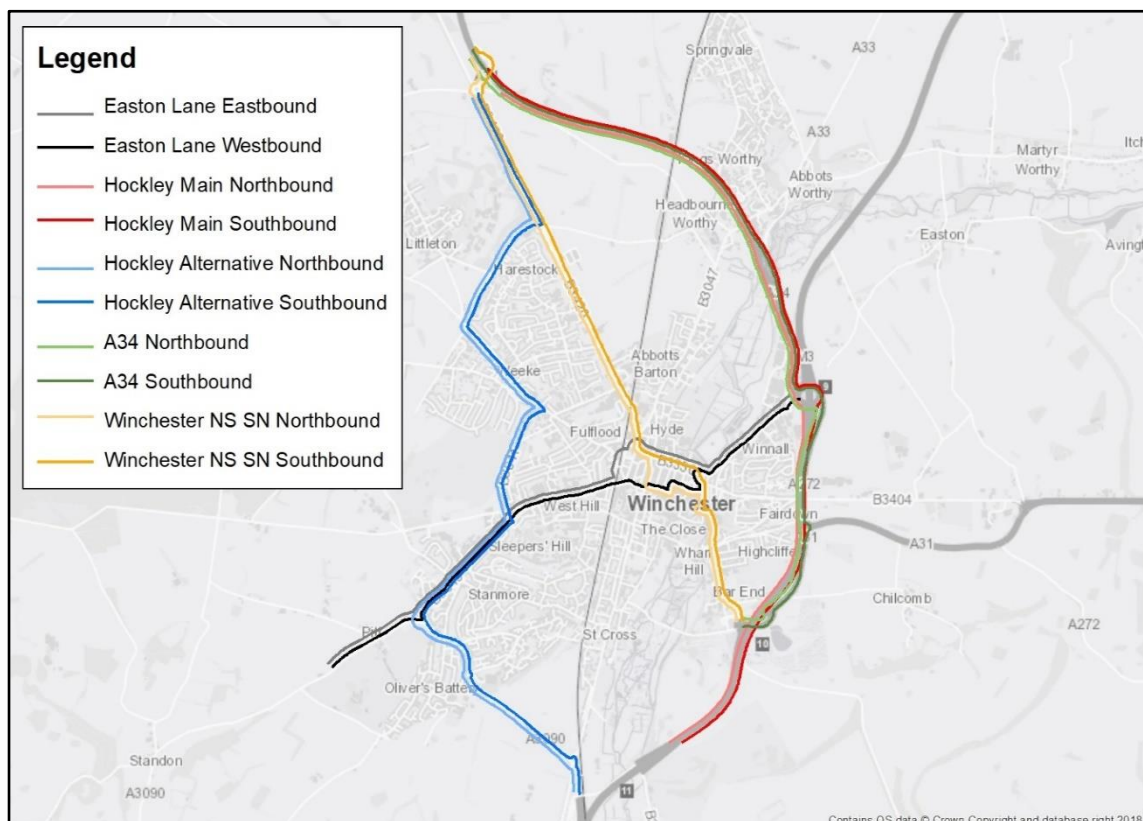 Legend
Easton Lane Eastbound
Easton Lane Westbound
Hockley Main Northbound
Hockley Main Southbound
Hockley Alternative Northbound
Hockley Alternative Southbound
A34 Northbound
A34 Southbound
Winchester NS SN Northbound
Winchester NS SN Southbound
Springvale
A33
A33
Worthy
Abbots
Worthy
Martyr
Worthy
Headbourne
Worthy
Littleton
Easton
Harestock
B3420
B3047
M3
9
Abbotts
Barton
Fulflood
Hyde
Winnall
A272
B3404
West Hill
Winchester
Fairdown
The Close
A31
Sleepers' Hill
Highcliffe
Hill
Stanmore
Bar End
Chilcomb
A272
St Cross
10
Oliver's
Standon
A3090
11
Contains OS data © Crown Copyright and database right 2018